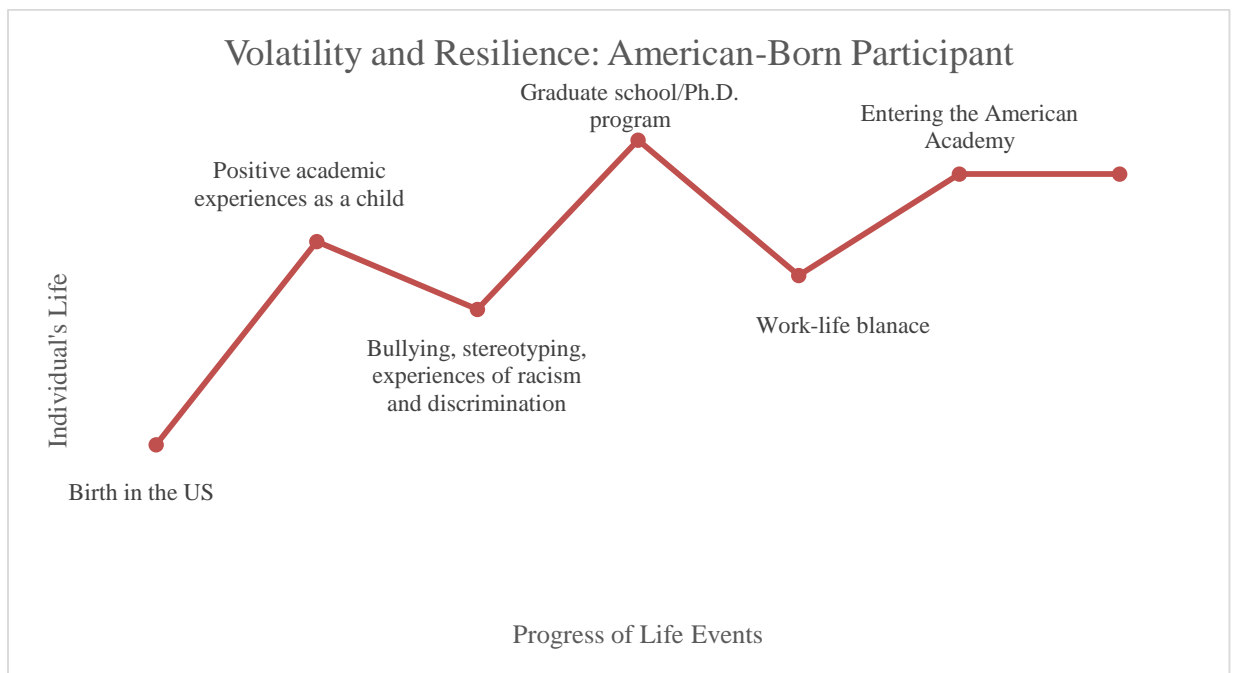 Volatility and Resilience: American-Born Participant
Graduate school/Ph.D.
program
Entering the American
Academy
Positive academic
experiences as a child
Individual's Life
Work-life blanace
Bullying, stereotyping,
experiences of racism
and discrimination
Birth in the US
Progress of Life Events